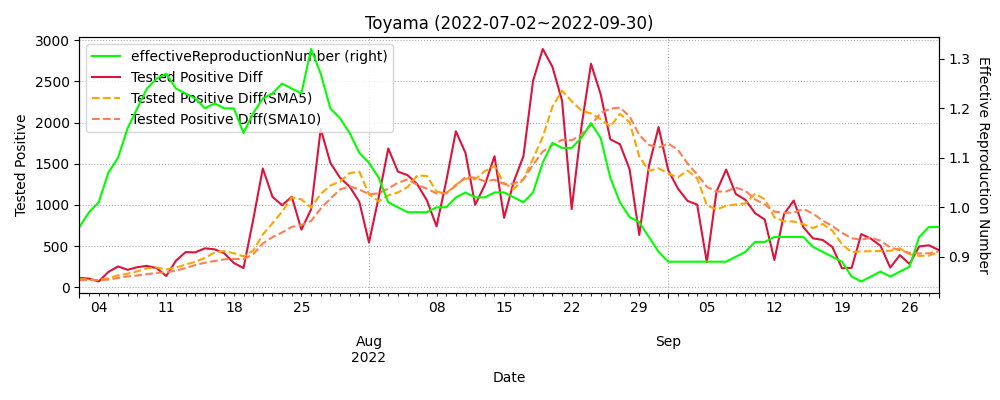 Toyama (2022-07-02~2022-09-30)
effectiveReproductionNumber (right)
Tested Positive Diff
Tested Positive Diff(SMA5)
Tested Positive Diff(SMA10)
Tested Positive
3000
2500
2000
1500
1000
500
0
1.3
1.2
1.1
1.0
0.9
Effective Reproduction Number
04 11 18 25 08 15 22 29 05 12 19 26
Aug Sep
2022
Date